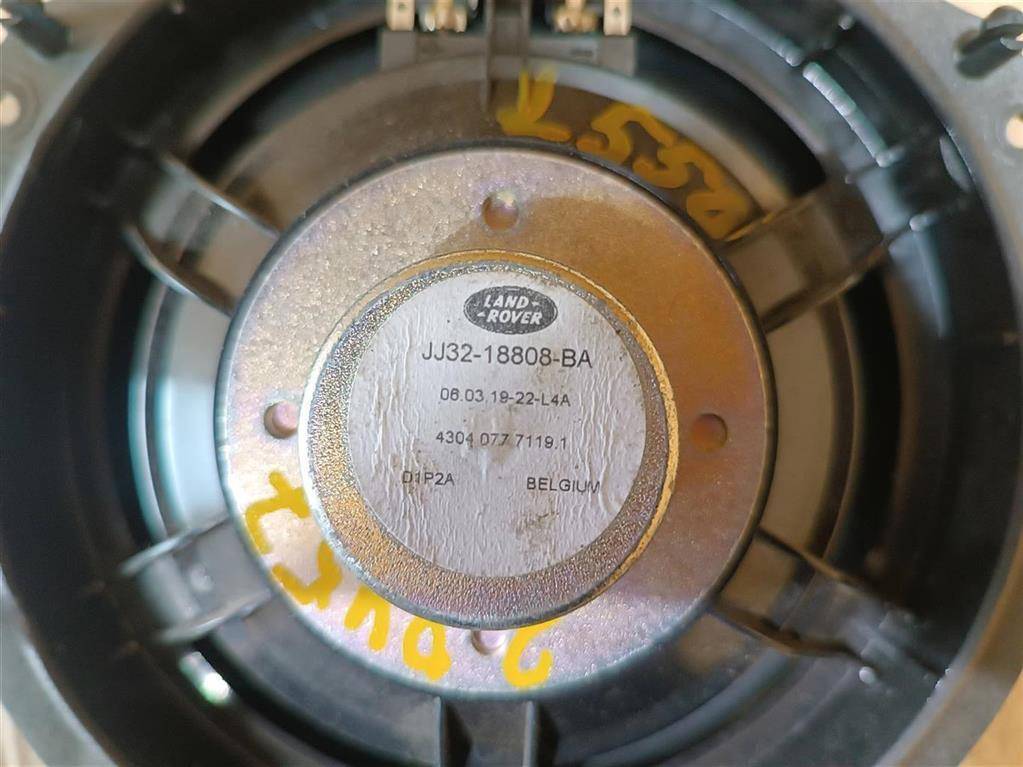 L550
LAND-
-ROVER
JJ32-18808-BA
06.03.19-22-L4A
4304 077 7119.1
D1P2A BELGIUM